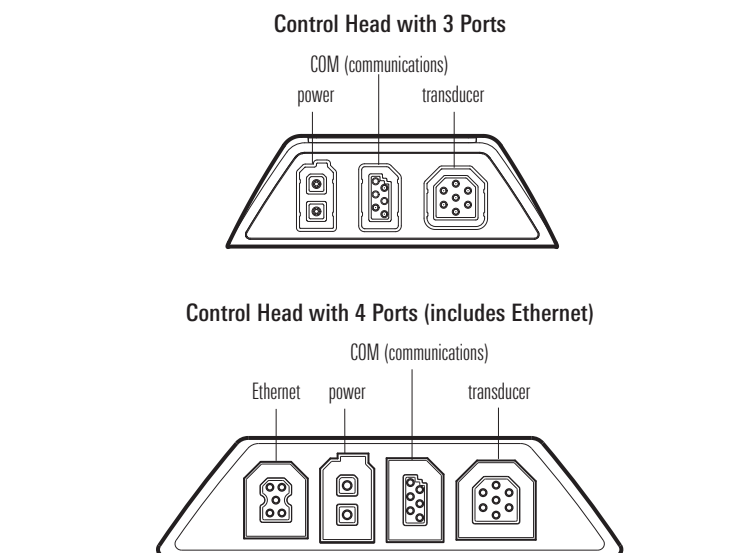 Control Head with 3 Ports
COM (communications)
power
transducer
Control Head with 4 Ports (includes Ethernet)
COM (communications)
Ethernet
power
transducer